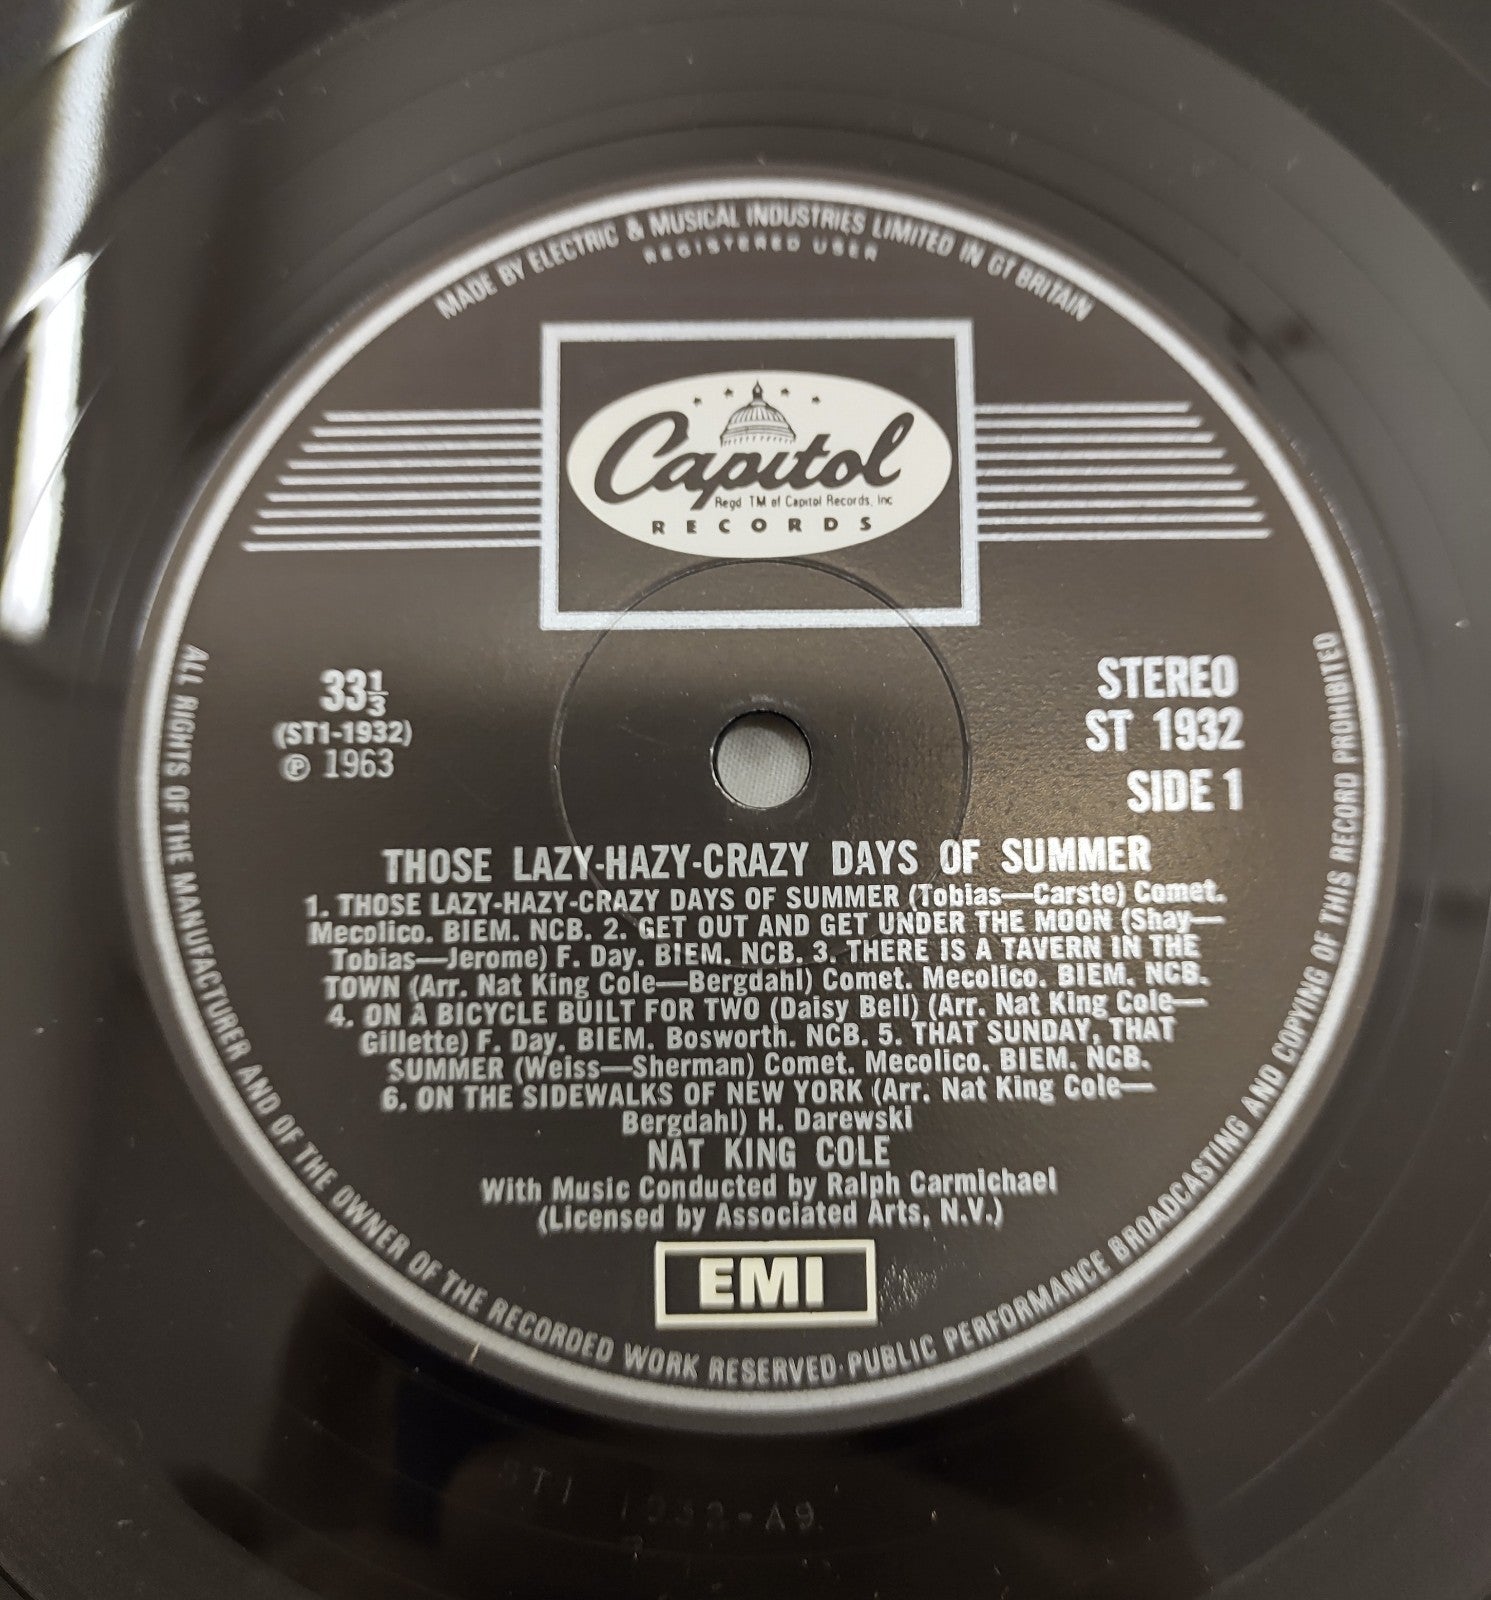 MADE BY ELECTRIC & MUSICAL INDUSTRIES LIMITED IN GT BRITAIN
REGISTERED USER
Capitol
Regd TM of Capitol Records, Inc
RECORDS
33⅓
(ST1-1932)
℗ 1963
STEREO
ST 1932
SIDE 1
THOSE LAZY-HAZY-CRAZY DAYS OF SUMMER
1. THOSE LAZY-HAZY-CRAZY DAYS OF SUMMER (Tobias—Carste) Comet.
Mecolico. BIEM. NCB. 2. GET OUT AND GET UNDER THE MOON (Shay—
Tobias—Jerome) F. Day. BIEM. NCB. 3. THERE IS A TAVERN IN THE
TOWN (Arr. Nat King Cole—Bergdahl) Comet. Mecolico. BIEM. NCB.
4. ON A BICYCLE BUILT FOR TWO (Daisy Bell) (Arr. Nat King Cole—
Gillette) F. Day. BIEM. Bosworth. NCB. 5. THAT SUNDAY, THAT
SUMMER (Weiss—Sherman) Comet. Mecolico. BIEM. NCB.
6. ON THE SIDEWALKS OF NEW YORK (Arr. Nat King Cole—
Bergdahl) H. Darewski
NAT KING COLE
With Music Conducted by Ralph Carmichael
(Licensed by Associated Arts, N.V.)
EMI
ALL RIGHTS OF THE MANUFACTURER AND OF THE OWNER OF THE RECORDED WORK RESERVED·PUBLIC PERFORMANCE BROADCASTING AND COPYING OF THIS RECORD PROHIBITED
ST1 1932-A9